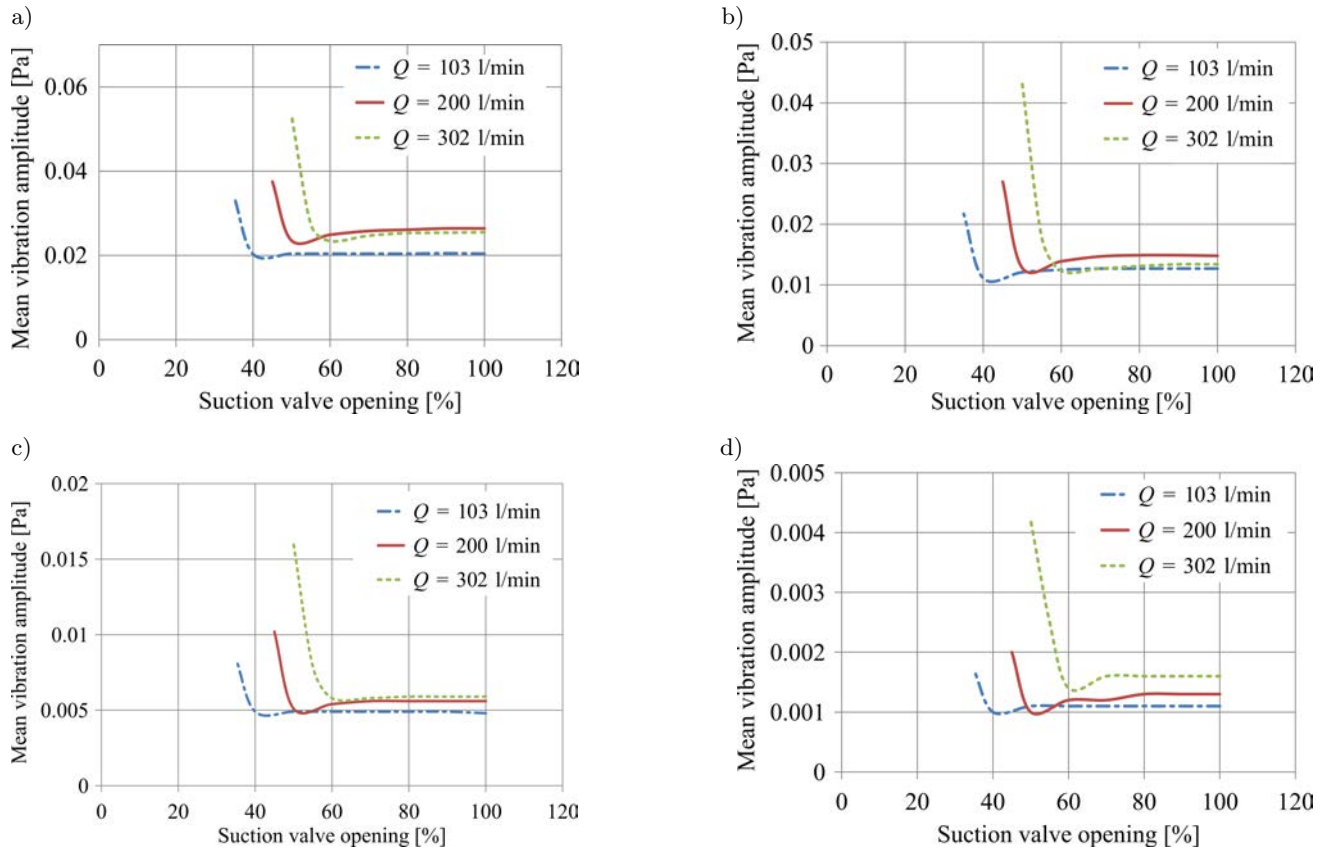 a)
Mean vibration amplitude [Pa]
0.06
0.04
0.02
0
Q = 103 l/min
Q = 200 l/min
Q = 302 l/min
0 20 40 60 80 100 120
Suction valve opening [%]
b)
Mean vibration amplitude [Pa]
0.05
0.04
0.03
0.02
0.01
0
Q = 103 l/min
Q = 200 l/min
Q = 302 l/min
0 20 40 60 80 100 120
Suction valve opening [%]
c)
Mean vibration amplitude [Pa]
0.02
0.015
0.01
0.005
0
Q = 103 l/min
Q = 200 l/min
Q = 302 l/min
0 20 40 60 80 100 120
Suction valve opening [%]
d)
Mean vibration amplitude [Pa]
0.005
0.004
0.003
0.002
0.001
0
Q = 103 l/min
Q = 200 l/min
Q = 302 l/min
0 20 40 60 80 100 120
Suction valve opening [%]